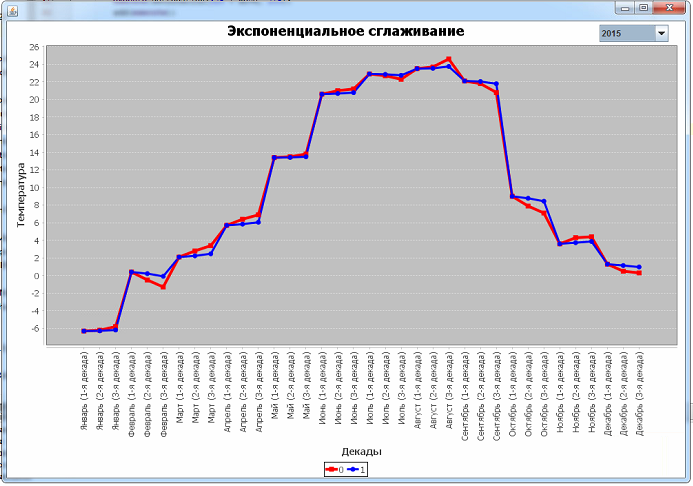 Экспоненциальное сглаживание
2015
26
24
22
20
18
16
14
12
10
8
6
4
2
0
-2
-4
-6
Температура
Январь (1-я декада)
Январь (2-я декада)
Январь (3-я декада)
Февраль (1-я декада)
Февраль (2-я декада)
Февраль (3-я декада)
Март (1-я декада)
Март (2-я декада)
Март (3-я декада)
Апрель (1-я декада)
Апрель (2-я декада)
Апрель (3-я декада)
Май (1-я декада)
Май (2-я декада)
Май (3-я декада)
Июнь (1-я декада)
Июнь (2-я декада)
Июнь (3-я декада)
Июль (1-я декада)
Июль (2-я декада)
Июль (3-я декада)
Август (1-я декада)
Август (2-я декада)
Август (3-я декада)
Сентябрь (1-я декада)
Сентябрь (2-я декада)
Сентябрь (3-я декада)
Октябрь (1-я декада)
Октябрь (2-я декада)
Октябрь (3-я декада)
Ноябрь (1-я декада)
Ноябрь (2-я декада)
Ноябрь (3-я декада)
Декабрь (1-я декада)
Декабрь (2-я декада)
Декабрь (3-я декада)
Декады
0 1